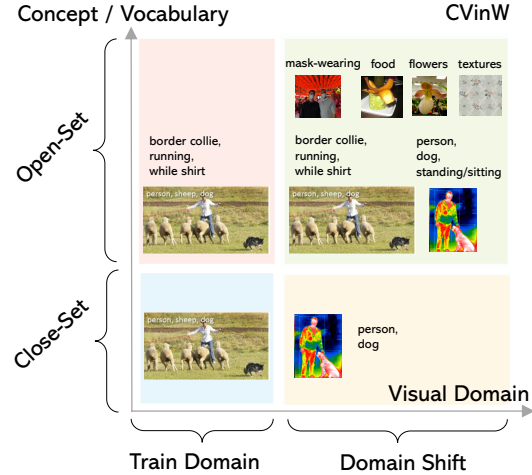 Concept / Vocabulary
CVinW
mask-wearing food flowers textures
Open-Set
border collie,
running,
while shirt
border collie,
running,
while shirt
person,
dog,
standing/sitting
person, sheep, dog
person, sheep, dog
Close-Set
person, sheep, dog
person,
dog
Visual Domain
Train Domain
Domain Shift